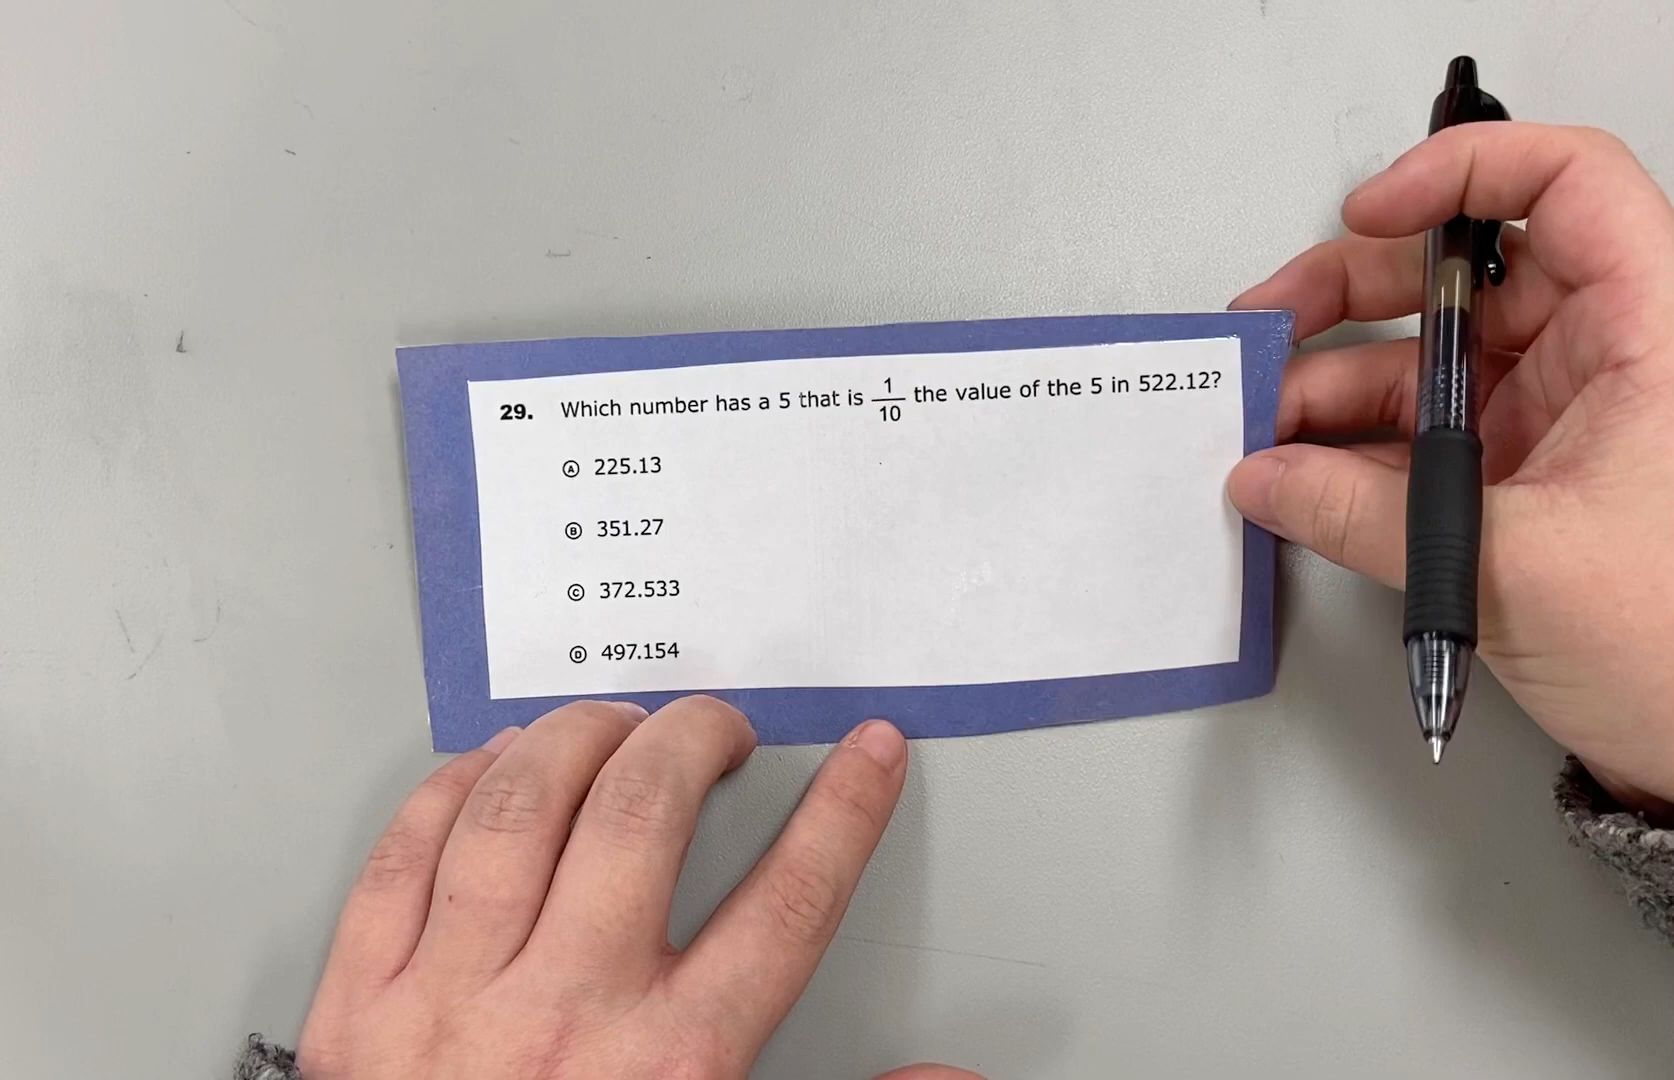 29. Which number has a 5 that is 1/10 the value of the 5 in 522.12?
Ⓐ 225.13
Ⓑ 351.27
Ⓒ 372.533
Ⓓ 497.154